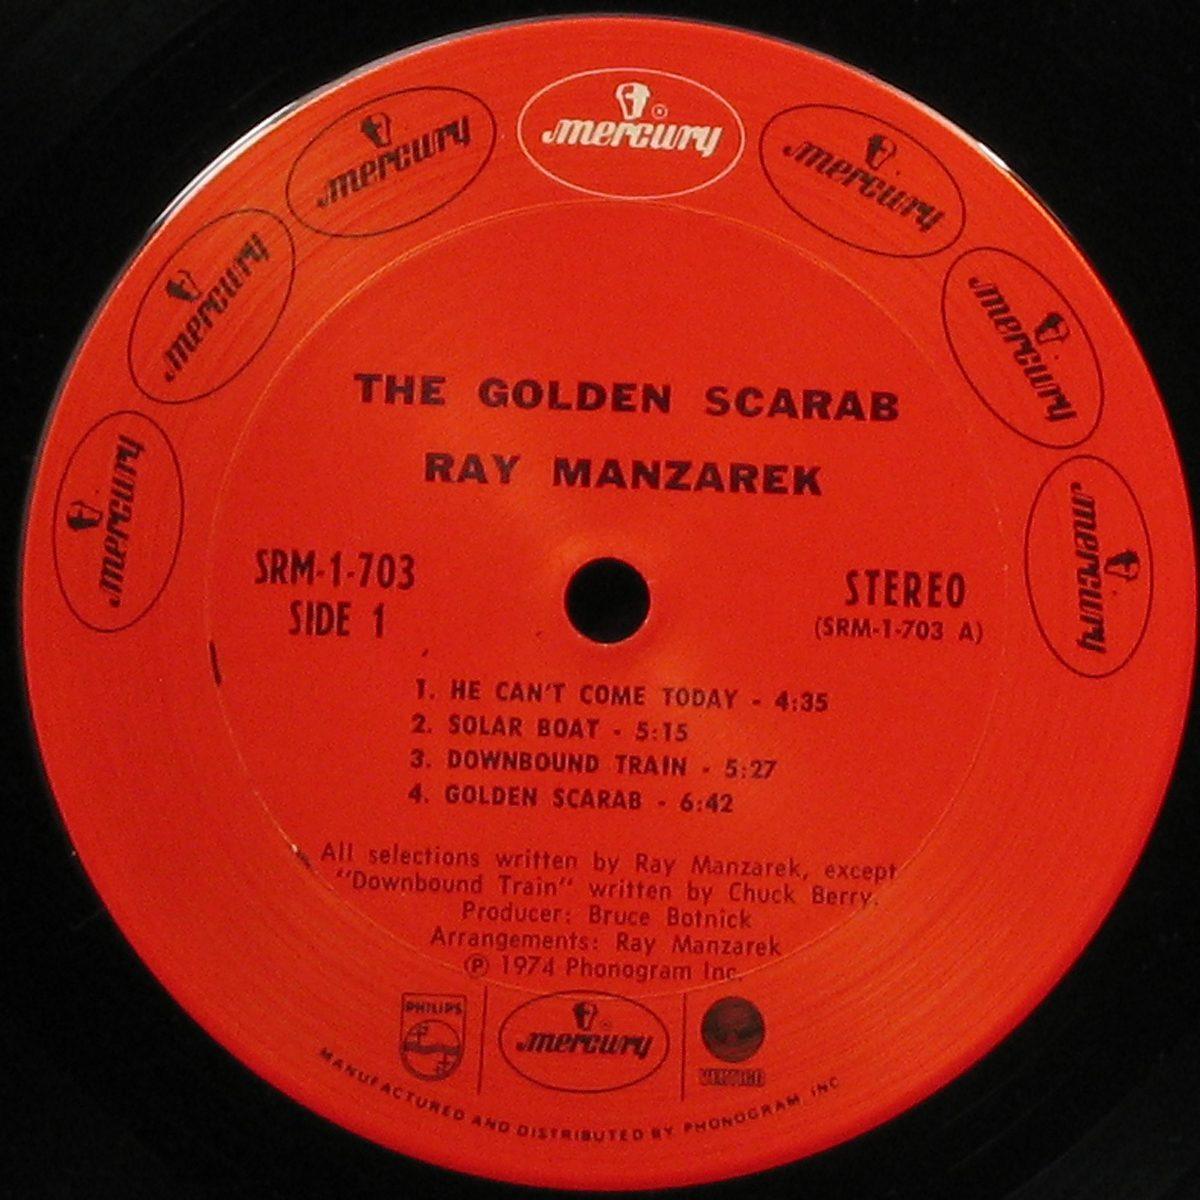 mercury
mercury
mercury
mercury ®
mercury
mercury
mercury
THE GOLDEN SCARAB
RAY MANZAREK
SRM-1-703
SIDE 1
STEREO
(SRM-1-703 A)
1. HE CAN'T COME TODAY - 4:35
2. SOLAR BOAT - 5:15
3. DOWNBOUND TRAIN - 5:27
4. GOLDEN SCARAB - 6:42
All selections written by Ray Manzarek, except
"Downbound Train" written by Chuck Berry.
Producer: Bruce Botnick
Arrangements: Ray Manzarek
℗ 1974 Phonogram Inc.
PHILIPS
mercury
VERTIGO
MANUFACTURED AND DISTRIBUTED BY PHONOGRAM, INC